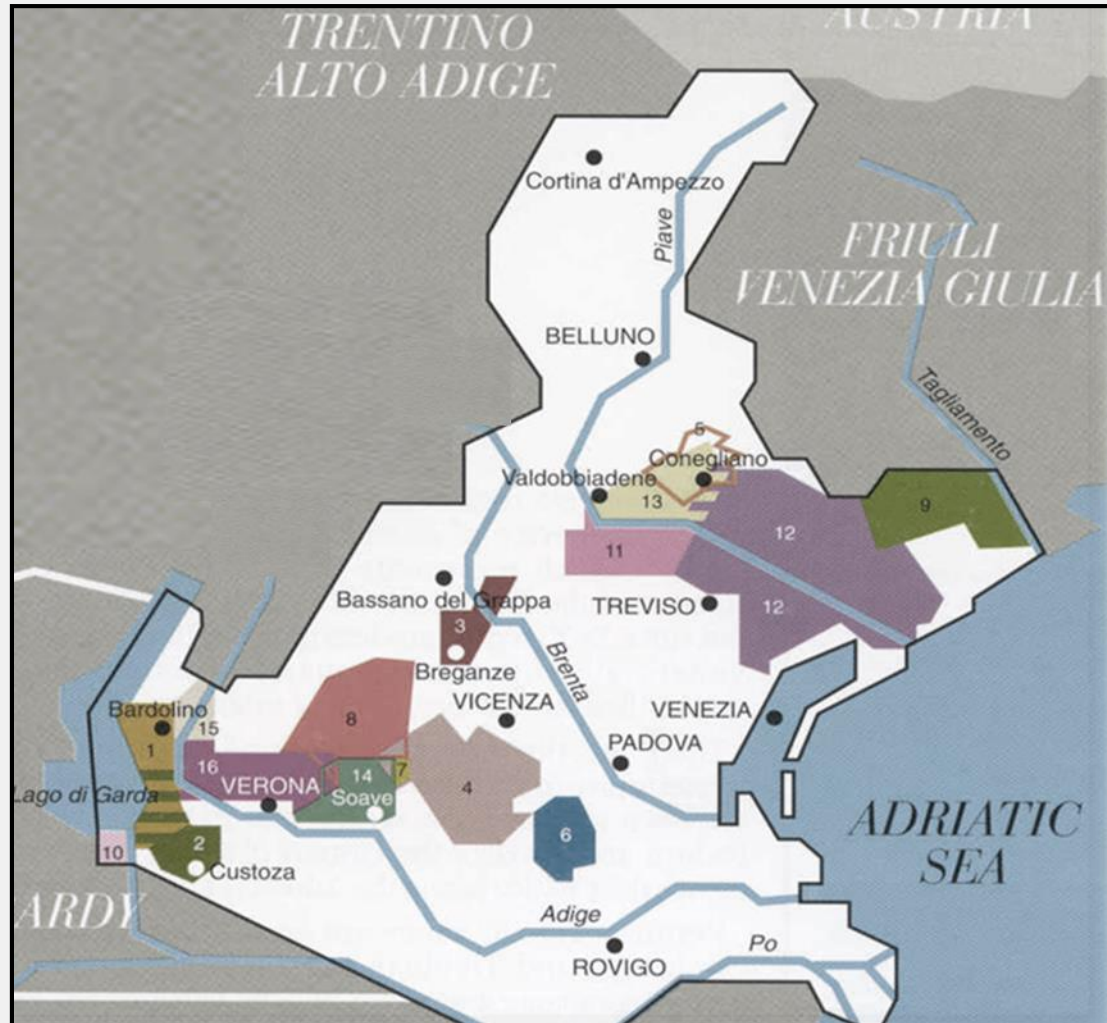 AUSTRIA
TRENTINO
ALTO ADIGE
Cortina d'Ampezzo
Piave
FRIULI
VENEZIA GIULIA
BELLUNO
Tagliamento
5
Conegliano
Valdobbiadene
13
9
12
11
Bassano del Grappa
TREVISO
12
3
Breganze
Brenta
VICENZA
VENEZIA
Bardolino
15
8
1
PADOVA
16
7
14
4
VERONA
Soave
Lago di Garda
6
ADRIATIC
SEA
10
2
Custoza
ARDY
Adige
Po
ROVIGO